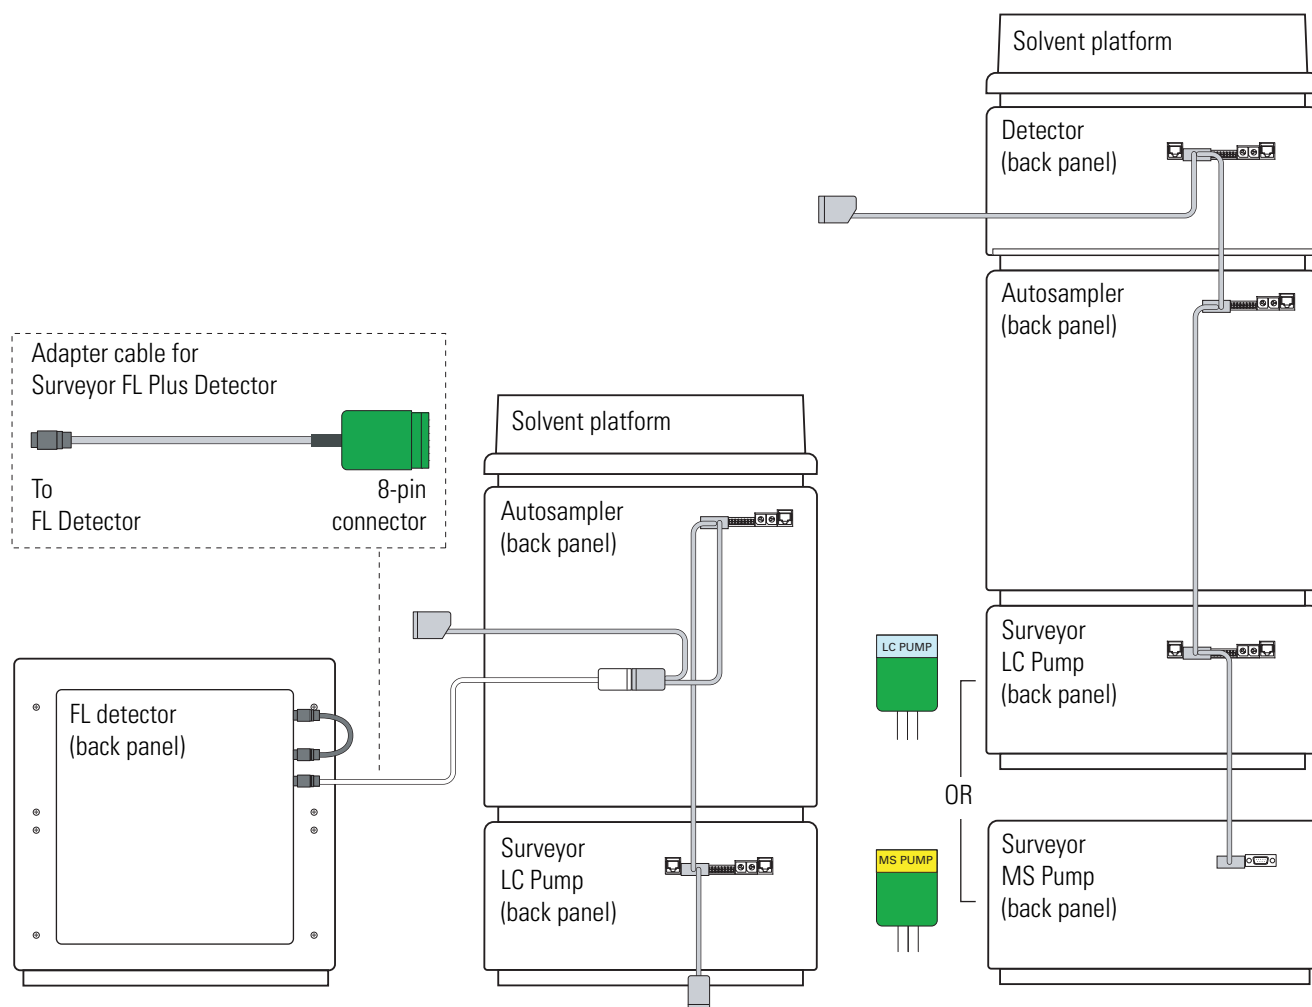 Solvent platform
Detector
(back panel)
Autosampler
(back panel)
Adapter cable for
Surveyor FL Plus Detector
To
FL Detector
8-pin
connector
Solvent platform
Autosampler
(back panel)
FL detector
(back panel)
Surveyor
LC Pump
(back panel)
LC PUMP
OR
MS PUMP
Surveyor
LC Pump
(back panel)
Surveyor
MS Pump
(back panel)